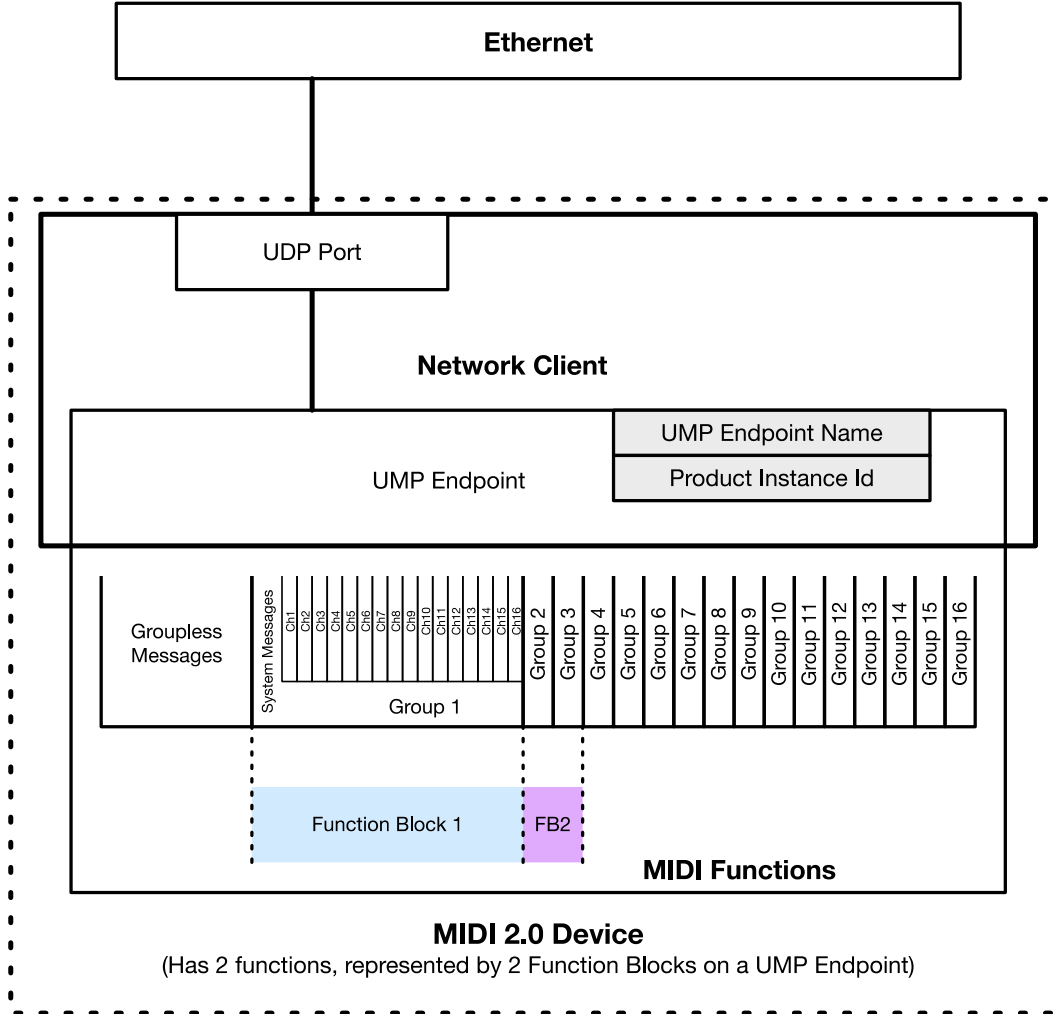 Ethernet
UDP Port
Network Client
UMP Endpoint Name
UMP Endpoint
Product Instance Id
Groupless
Messages
System Messages
Ch1
Ch2
Ch3
Ch4
Ch5
Ch6
Ch7
Ch8
Ch9
Ch10
Ch11
Ch12
Ch13
Ch14
Ch15
Ch16
Group 1
Group 2
Group 3
Group 4
Group 5
Group 6
Group 7
Group 8
Group 9
Group 10
Group 11
Group 12
Group 13
Group 14
Group 15
Group 16
Function Block 1
FB2
MIDI Functions
MIDI 2.0 Device
(Has 2 functions, represented by 2 Function Blocks on a UMP Endpoint)